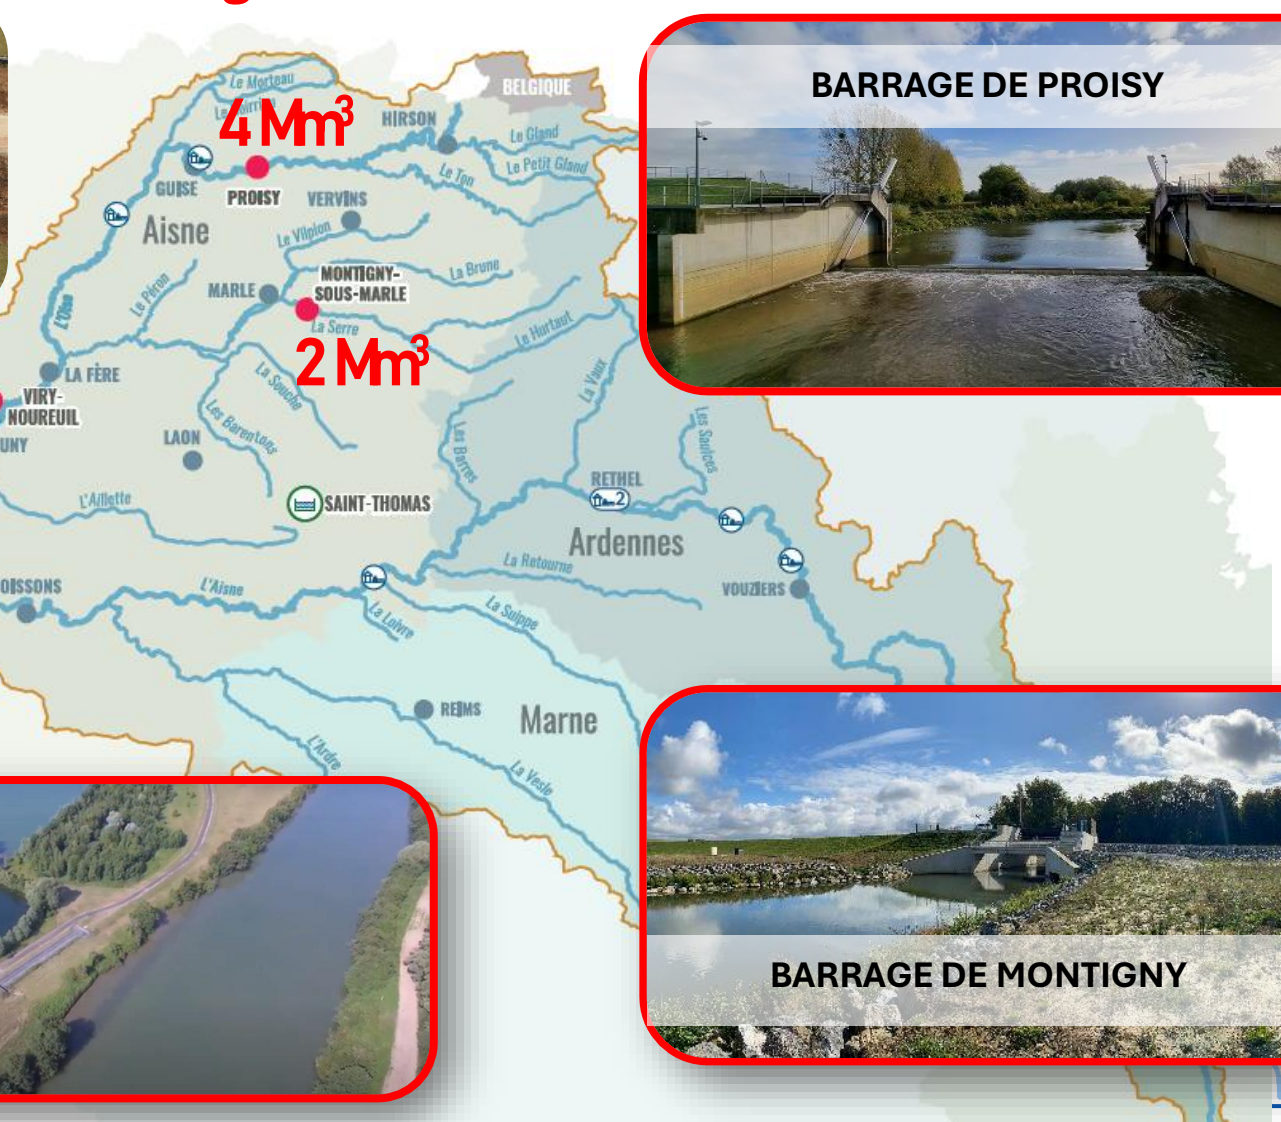 BARRAGE DE PROISY
BELGIQUE
Le Morteau
4 Mm³
HIRSON
Le Gland
Le Petit Gland
Le Ton
GUISE
PROISY
VERVINS
Aisne
Le Vilpion
La Brune
MONTIGNY-
SOUS-MARLE
MARLE
Le Péron
L'Oise
La Serre
Le Hurtaut
2 Mm³
LA FÈRE
La Souche
La Vaux
VIRY-
NOUREUIL
UNY
Les Barentons
Les Barres
Les Saulces
LAON
RETHEL
2
L'Aillette
SAINT-THOMAS
Ardennes
La Retourne
OISSONS
L'Aisne
VOUZIERS
La Suippe
La Loivre
REIMS
Marne
L'Ardre
La Vesle
BARRAGE DE MONTIGNY